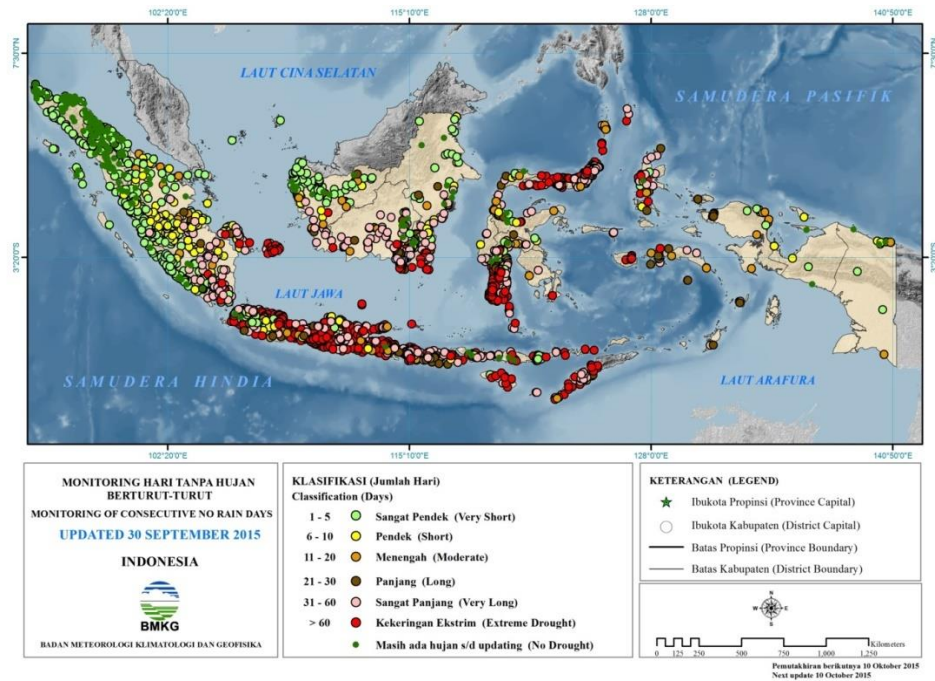 102°20'0"E 115°10'0"E 128°0'0"E 140°50'0"E
7°30'0"N
LAUT CINA SELATAN
SAMUDERA PASIFIK
3°20'0"S
LAUT JAWA
SAMUDERA HINDIA
LAUT ARAFURA
102°20'0"E 115°10'0"E 128°0'0"E 140°50'0"E
MONITORING HARI TANPA HUJAN
BERTURUT-TURUT
MONITORING OF CONSECUTIVE NO RAIN DAYS
UPDATED 30 SEPTEMBER 2015
INDONESIA
BMKG
BADAN METEOROLOGI KLIMATOLOGI DAN GEOFISIKA
KLASIFIKASI (Jumlah Hari)
Classification (Days)
1 - 5 Sangat Pendek (Very Short)
6 - 10 Pendek (Short)
11 - 20 Menengah (Moderate)
21 - 30 Panjang (Long)
31 - 60 Sangat Panjang (Very Long)
> 60 Kekeringan Ekstrim (Extreme Drought)
Masih ada hujan s/d updating (No Drought)
KETERANGAN (LEGEND)
Ibukota Propinsi (Province Capital)
Ibukota Kabupaten (District Capital)
Batas Propinsi (Province Boundary)
Batas Kabupaten (District Boundary)
N
W E
S
Kilometers
0 125 250 500 750 1,000 1,250
Pemutakhiran berikutnya 10 Oktober 2015
Next update 10 October 2015